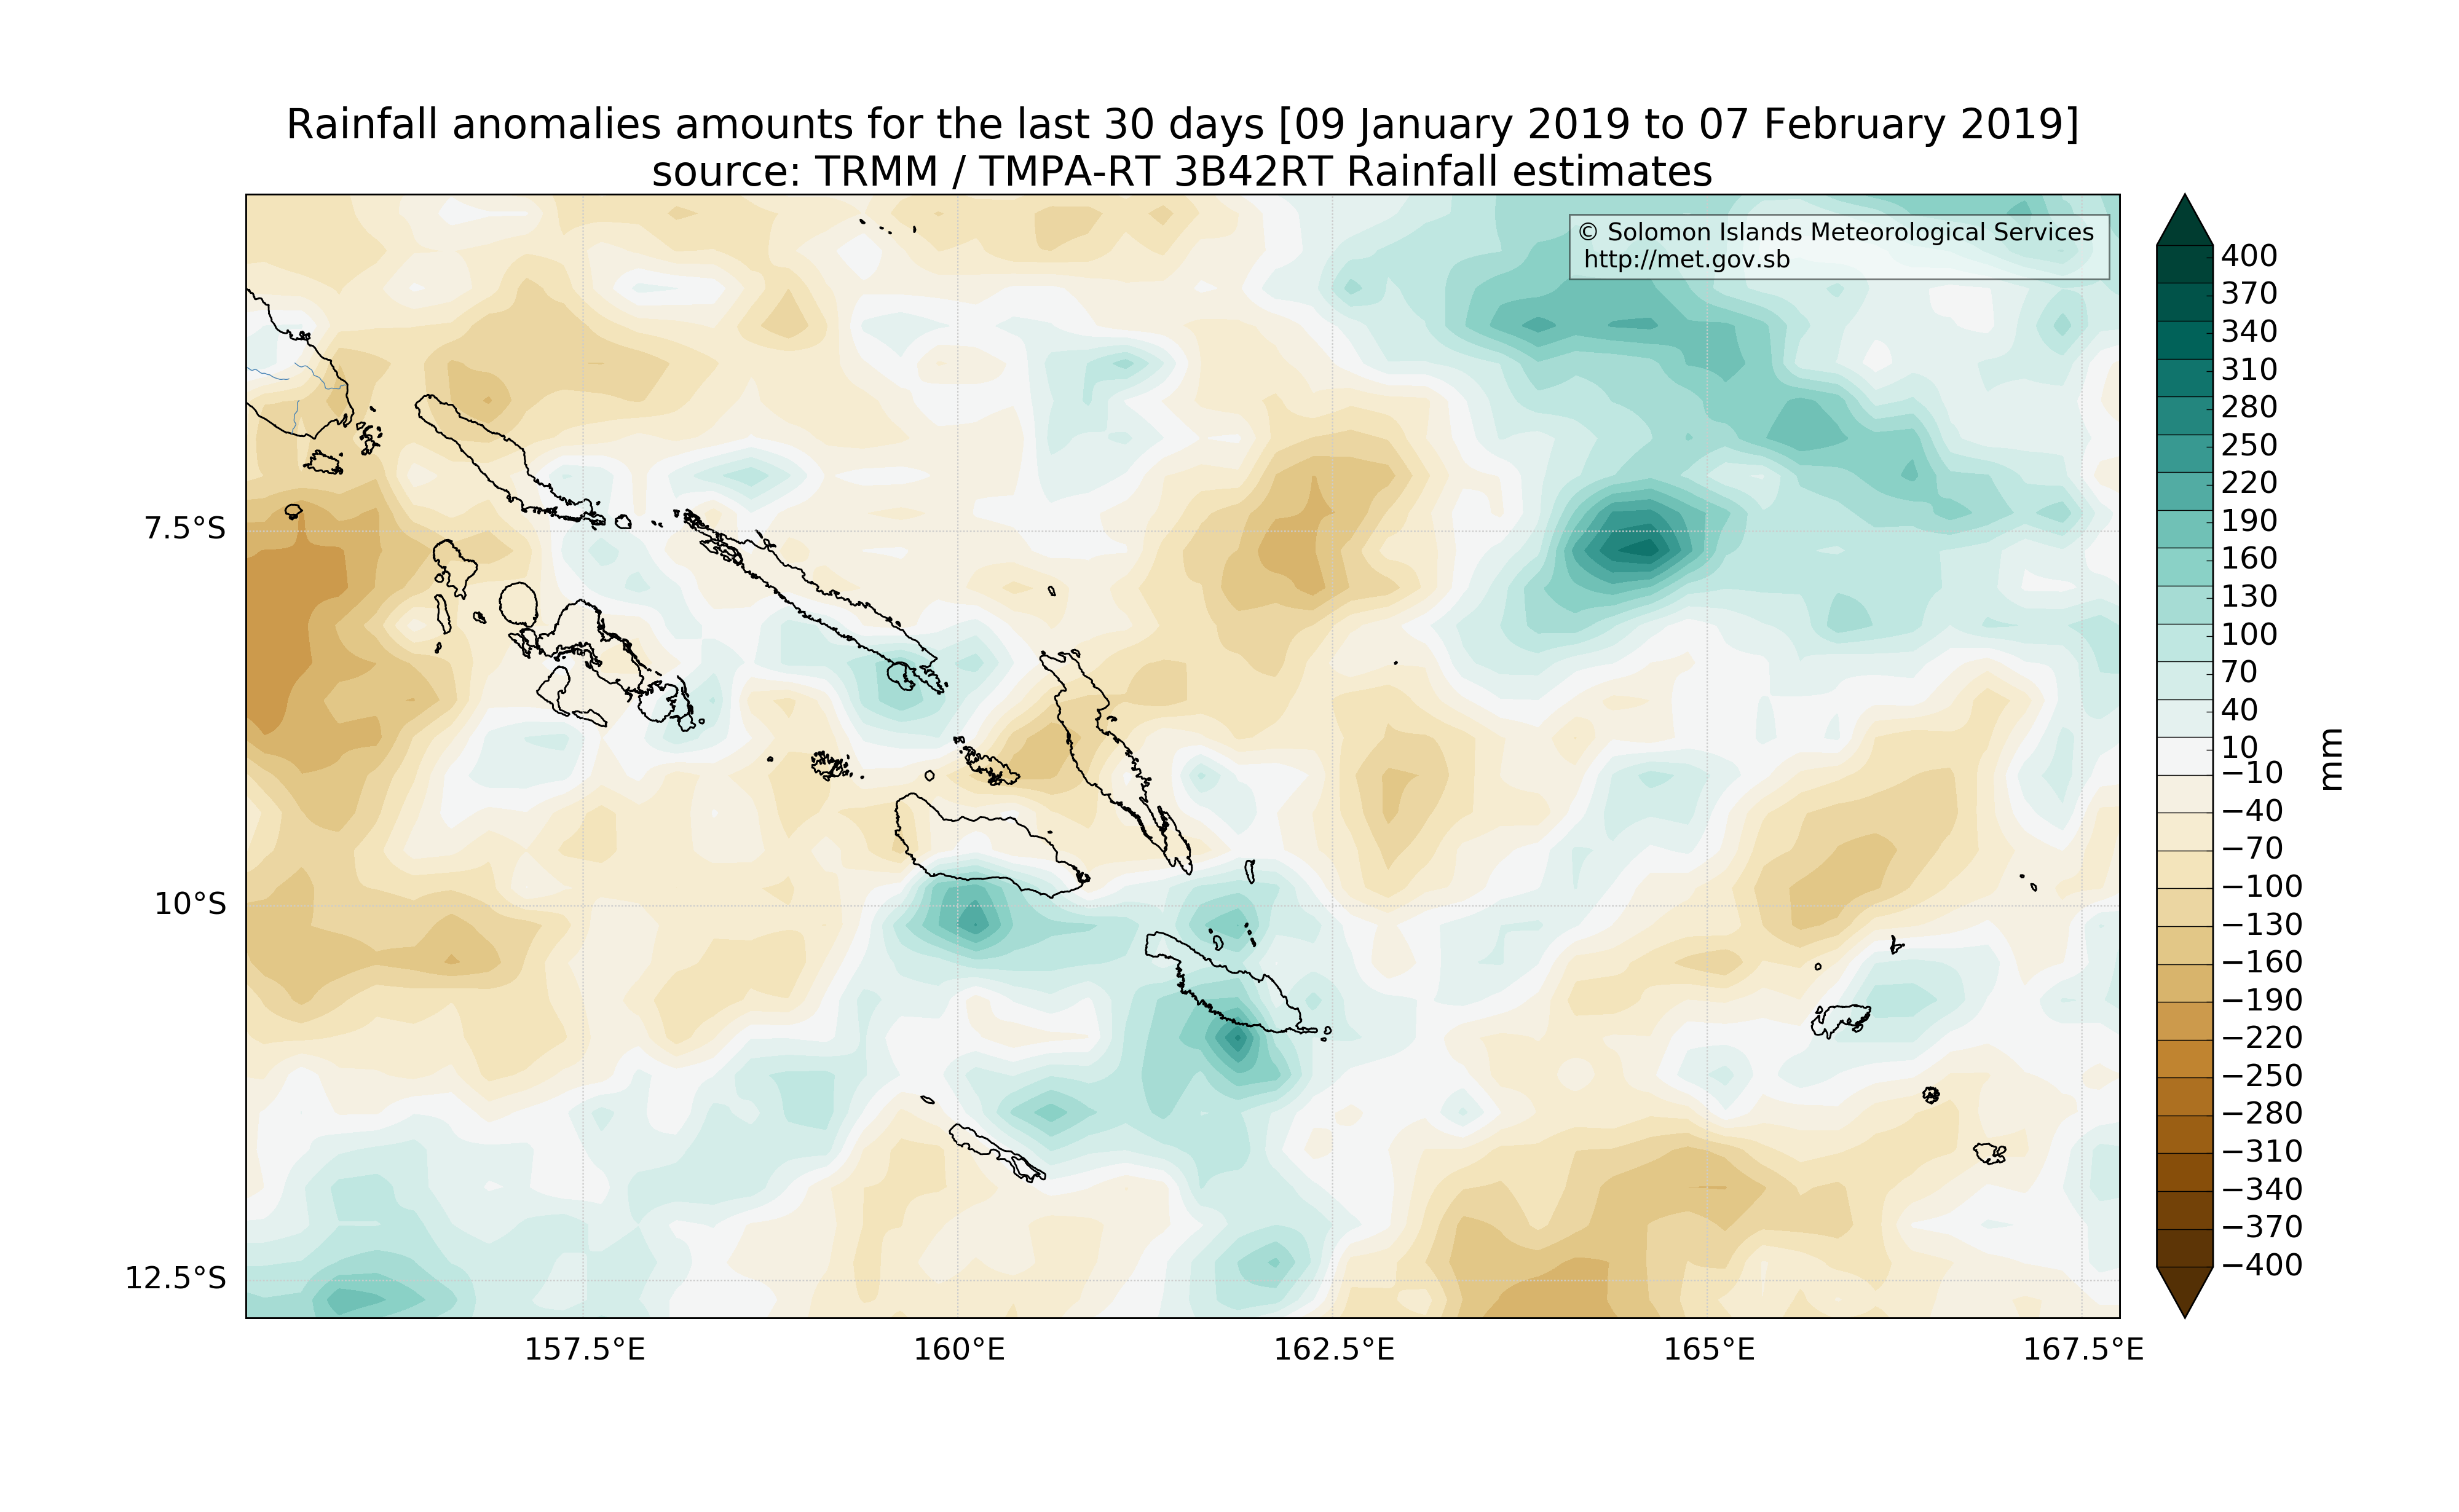 Rainfall anomalies amounts for the last 30 days [09 January 2019 to 07 February 2019]
source: TRMM / TMPA-RT 3B42RT Rainfall estimates
© Solomon Islands Meteorological Services
http://met.gov.sb
7.5°S
10°S
12.5°S
157.5°E
160°E
162.5°E
165°E
167.5°E
400
370
340
310
280
250
220
190
160
130
100
70
40
10
−10
−40
−70
−100
−130
−160
−190
−220
−250
−280
−310
−340
−370
−400
mm